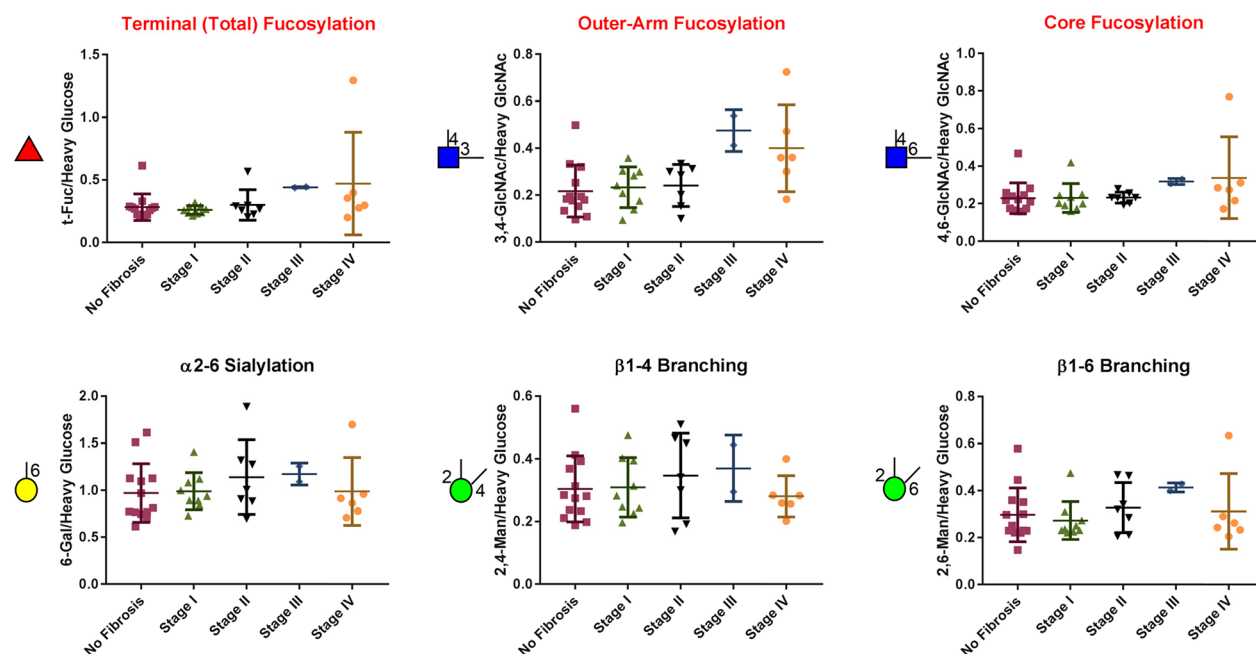 Terminal (Total) Fucosylation
t-Fuc/Heavy Glucose
1.5
1.0
0.5
0.0
No Fibrosis
Stage I
Stage II
Stage III
Stage IV
Outer-Arm Fucosylation
4
3
3,4-GlcNAc/Heavy GlcNAc
0.8
0.6
0.4
0.2
0.0
No Fibrosis
Stage I
Stage II
Stage III
Stage IV
Core Fucosylation
4
6
4,6-GlcNAc/Heavy GlcNAc
1.0
0.8
0.6
0.4
0.2
0.0
No Fibrosis
Stage I
Stage II
Stage III
Stage IV
α2-6 Sialylation
6
6-Gal/Heavy Glucose
2.0
1.5
1.0
0.5
0.0
No Fibrosis
Stage I
Stage II
Stage III
Stage IV
β1-4 Branching
2
4
2,4-Man/Heavy Glucose
0.6
0.4
0.2
0.0
No Fibrosis
Stage I
Stage II
Stage III
Stage IV
β1-6 Branching
2
6
2,6-Man/Heavy Glucose
0.8
0.6
0.4
0.2
0.0
No Fibrosis
Stage I
Stage II
Stage III
Stage IV